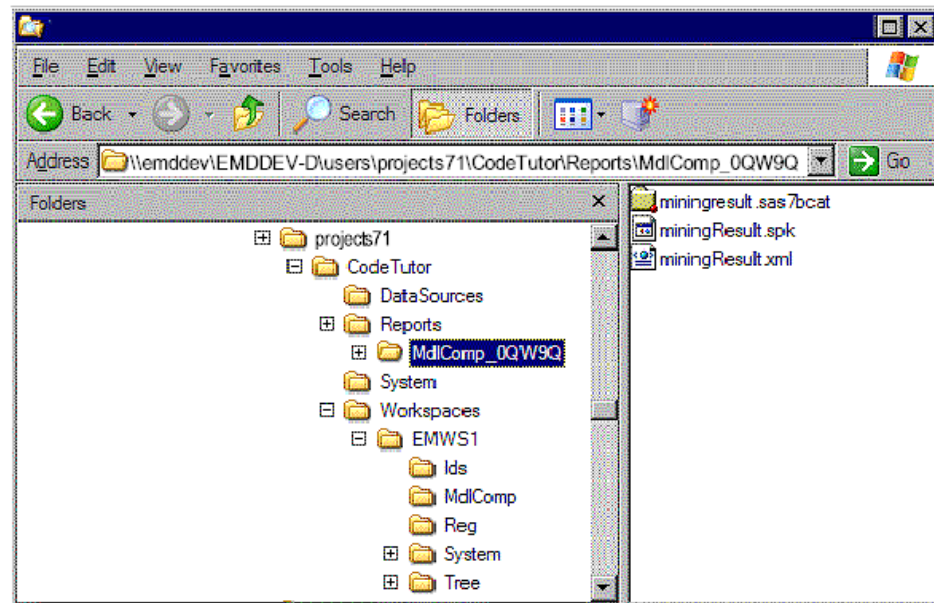 File Edit View Favorites Tools Help
Back Search Folders
Address \\emddev\EMDDEV-D\users\projects71\CodeTutor\Reports\MdlComp_0QW9Q Go
Folders
projects71
CodeTutor
DataSources
Reports
MdlComp_0QW9Q
System
Workspaces
EMWS1
Ids
MdlComp
Reg
System
Tree
miningresult.sas7bcat
miningResult.spk
miningResult.xml